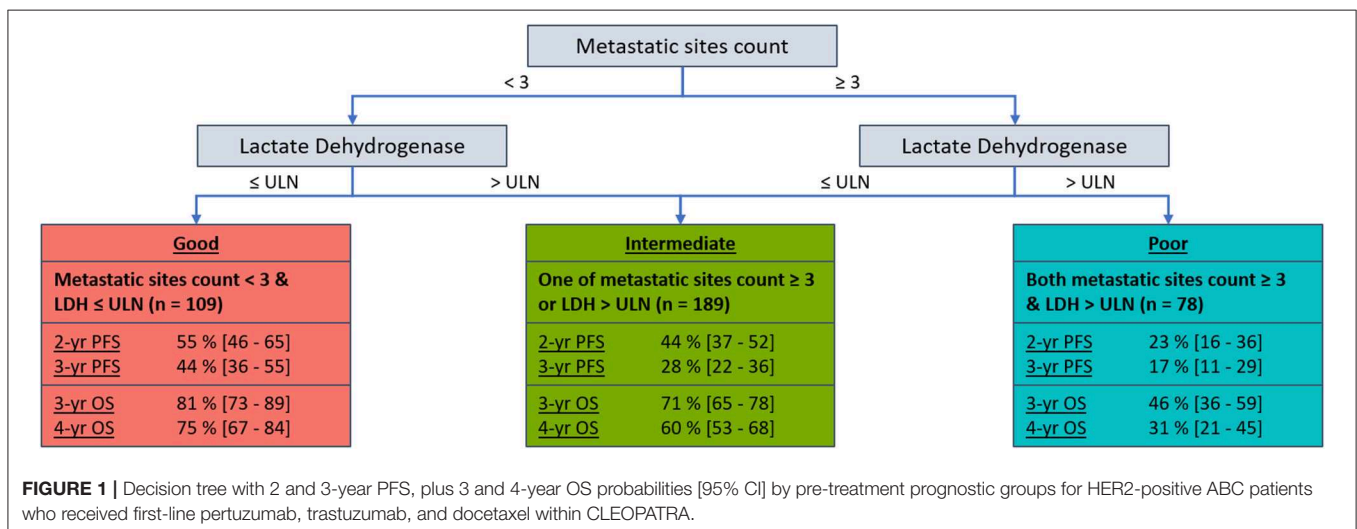 Metastatic sites count
< 3
≥ 3
Lactate Dehydrogenase
Lactate Dehydrogenase
≤ ULN
> ULN
≤ ULN
> ULN
Good
Metastatic sites count < 3 &
LDH ≤ ULN (n = 109)
2-yr PFS 55 % [46 - 65]
3-yr PFS 44 % [36 - 55]
3-yr OS 81 % [73 - 89]
4-yr OS 75 % [67 - 84]
Intermediate
One of metastatic sites count ≥ 3
or LDH > ULN (n = 189)
2-yr PFS 44 % [37 - 52]
3-yr PFS 28 % [22 - 36]
3-yr OS 71 % [65 - 78]
4-yr OS 60 % [53 - 68]
Poor
Both metastatic sites count ≥ 3
& LDH > ULN (n = 78)
2-yr PFS 23 % [16 - 36]
3-yr PFS 17 % [11 - 29]
3-yr OS 46 % [36 - 59]
4-yr OS 31 % [21 - 45]
FIGURE 1 | Decision tree with 2 and 3-year PFS, plus 3 and 4-year OS probabilities [95% CI] by pre-treatment prognostic groups for HER2-positive ABC patients
who received first-line pertuzumab, trastuzumab, and docetaxel within CLEOPATRA.